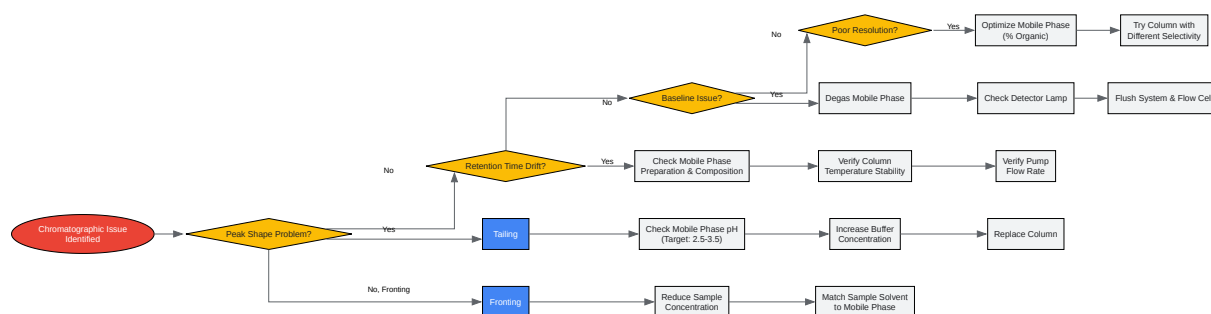 Poor Resolution?
Yes
Optimize Mobile Phase
(% Organic)
Try Column with
Different Selectivity
No
Baseline Issue?
Yes
Degas Mobile Phase
Check Detector Lamp
Flush System & Flow Cel
No
Retention Time Drift?
Yes
Check Mobile Phase
Preparation & Composition
Verify Column
Temperature Stability
Verify Pump
Flow Rate
No
Chromatographic Issue
Identified
Peak Shape Problem?
Yes
Tailing
Check Mobile Phase pH
(Target: 2.5-3.5)
Increase Buffer
Concentration
Replace Column
No, Fronting
Fronting
Reduce Sample
Concentration
Match Sample Solvent
to Mobile Phase